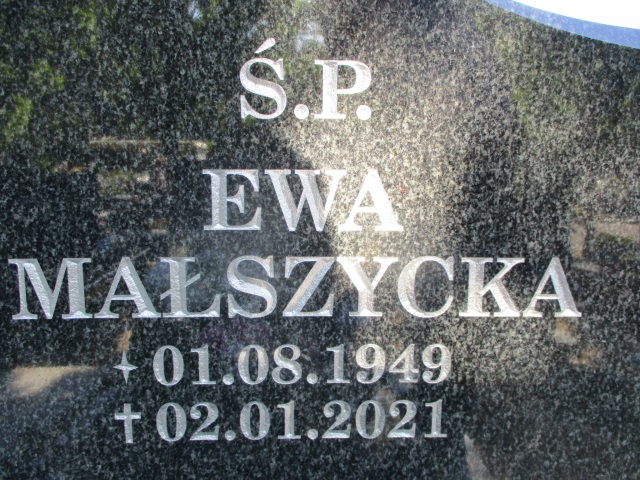 Ś.P.
EWA
MAŁSZYCKA
✦ 01.08.1949
✝ 02.01.2021